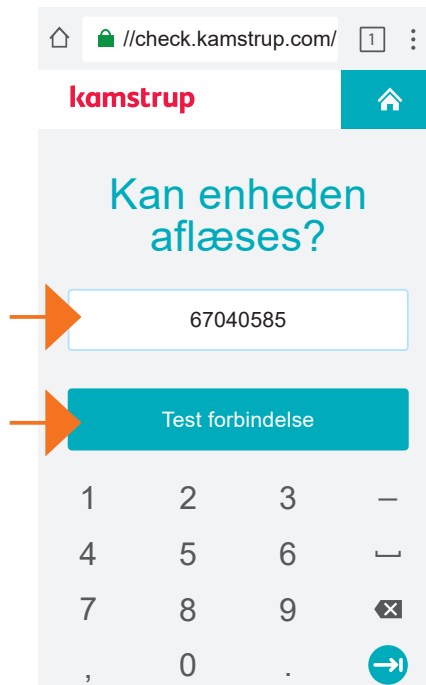 //check.kamstrup.com/ 1
kamstrup
Kan enheden
aflæses?
67040585
Test forbindelse
1 2 3 –
4 5 6
7 8 9
, 0 .